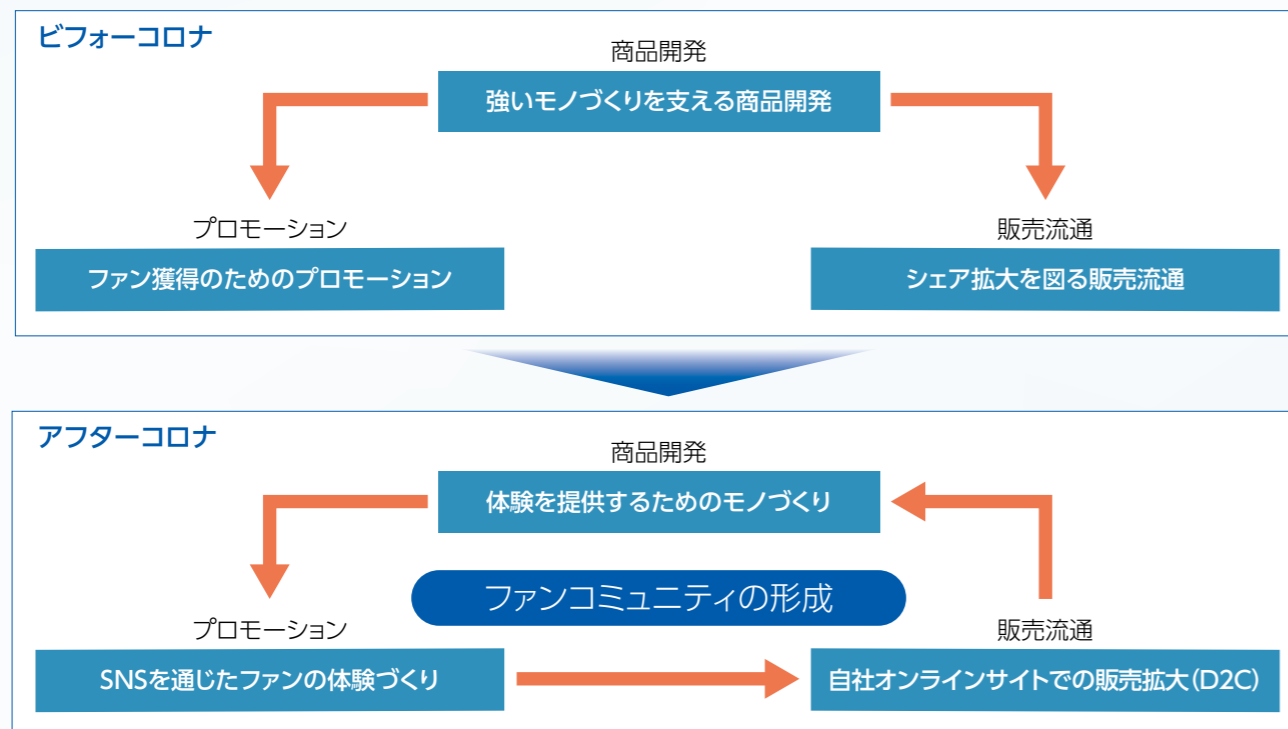 ビフォーコロナ
商品開発
強いモノづくりを支える商品開発
プロモーション
ファン獲得のためのプロモーション
販売流通
シェア拡大を図る販売流通
アフターコロナ
商品開発
体験を提供するためのモノづくり
ファンコミュニティの形成
プロモーション
SNSを通じたファンの体験づくり
販売流通
自社オンラインサイトでの販売拡大(D2C)